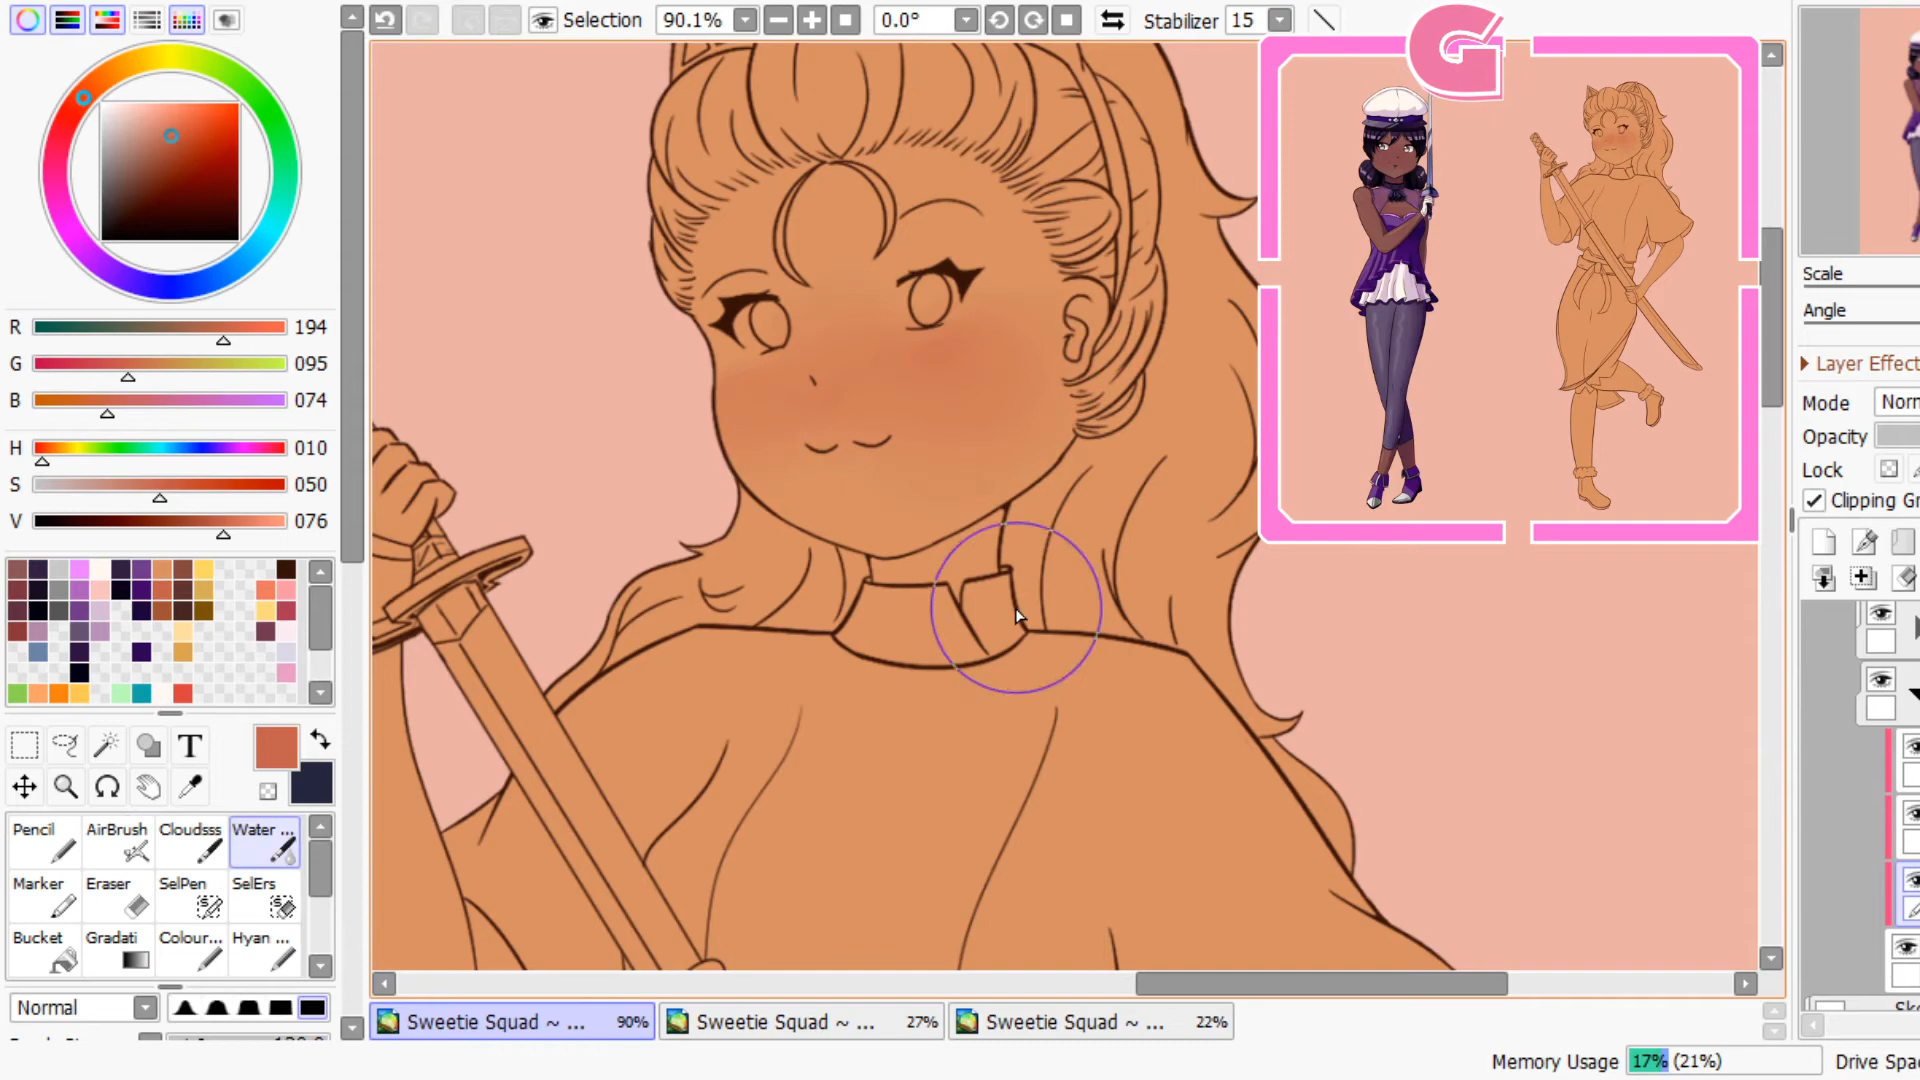 Selection 90.1% 0.0° Stabilizer 15
G
R 194
G 095
B 074
H 010
S 050
V 076
T
Pencil AirBrush Cloudsss Water ...
Marker Eraser SelPen SelErs
Bucket Gradati Colour... Hyan ...
Normal
Scale
Angle
Layer Effect
Mode Norm
Opacity
Lock
Clipping Gr
Sweetie Squad ~ ... 90% Sweetie Squad ~ ... 27% Sweetie Squad ~ ... 22%
Memory Usage 17% (21%) Drive Spac